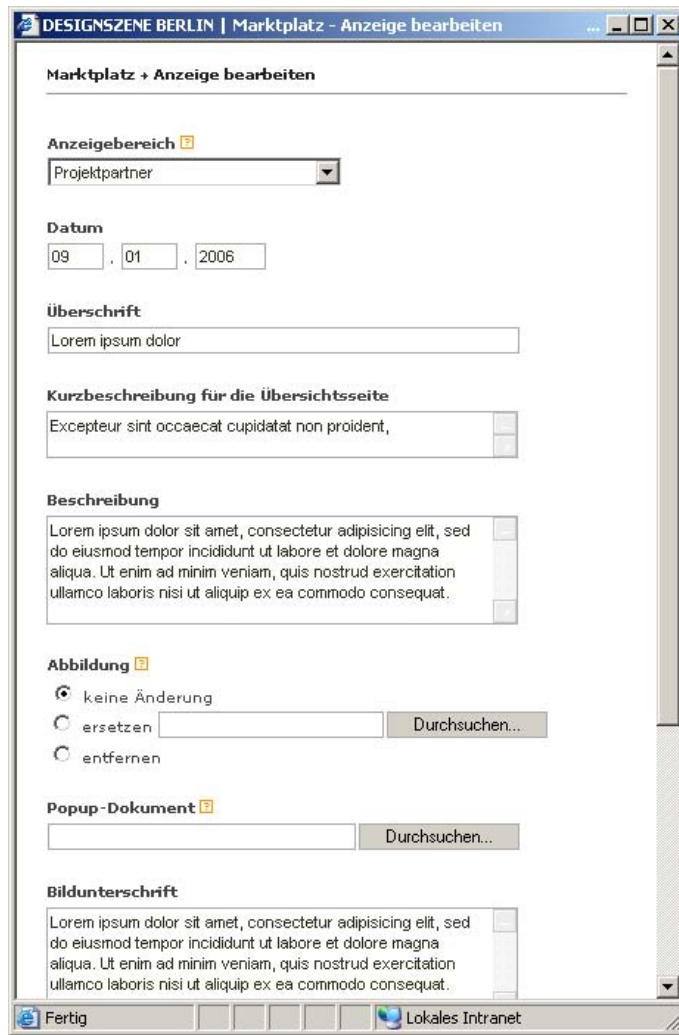 DESIGNSZENE BERLIN | Marktplatz - Anzeige bearbeiten ...
Marktplatz + Anzeige bearbeiten
Anzeigebereich ?
Projektpartner
Datum
09 . 01 . 2006
Überschrift
Lorem ipsum dolor
Kurzbeschreibung für die Übersichtsseite
Excepteur sint occaecat cupidatat non proident,
Beschreibung
Lorem ipsum dolor sit amet, consectetur adipisicing elit, sed
do eiusmod tempor incididunt ut labore et dolore magna
aliqua. Ut enim ad minim veniam, quis nostrud exercitation
ullamco laboris nisi ut aliquip ex ea commodo consequat.
Abbildung ?
keine Änderung
ersetzen Durchsuchen...
entfernen
Popup-Dokument ?
Durchsuchen...
Bildunterschrift
Lorem ipsum dolor sit amet, consectetur adipisicing elit, sed
do eiusmod tempor incididunt ut labore et dolore magna
aliqua. Ut enim ad minim veniam, quis nostrud exercitation
ullamco laboris nisi ut aliquip ex ea commodo consequat.
Fertig Lokales Intranet